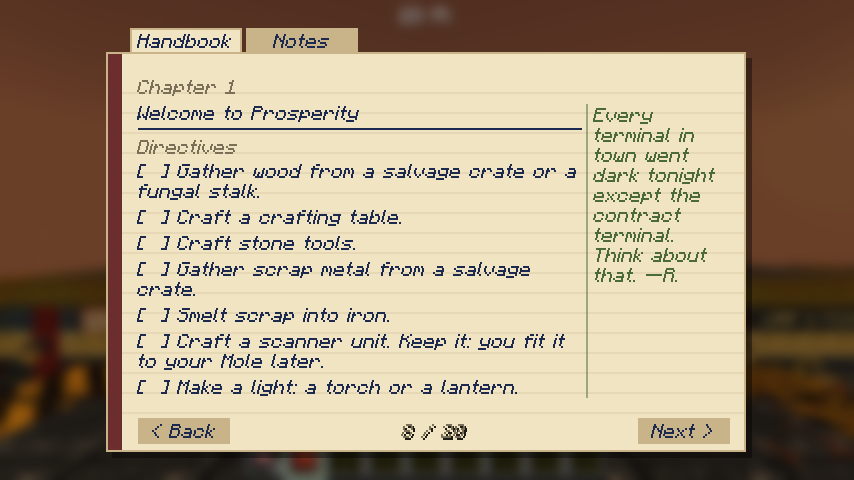 Handbook
Notes
Chapter 1
Welcome to Prosperity
Directives
[ ] Gather wood from a salvage crate or a
fungal stalk.
[ ] Craft a crafting table.
[ ] Craft stone tools.
[ ] Gather scrap metal from a salvage
crate.
[ ] Smelt scrap into iron.
[ ] Craft a scanner unit. Keep it: you fit it
to your Mole later.
[ ] Make a light: a torch or a lantern.
Every
terminal in
town went
dark tonight
except the
contract
terminal.
Think about
that. —R.
< Back
/ 20
Next >